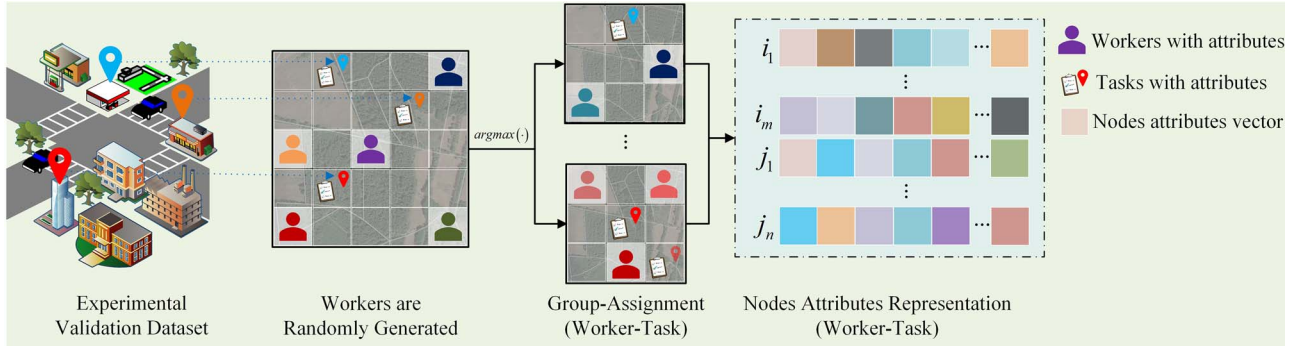 argmax(·)
⋮
i1
...
⋮
im
...
j1
...
⋮
jn
...
Workers with attributes
Tasks with attributes
Nodes attributes vector
Experimental
Validation Dataset
Workers are
Randomly Generated
Group-Assignment
(Worker-Task)
Nodes Attributes Representation
(Worker-Task)